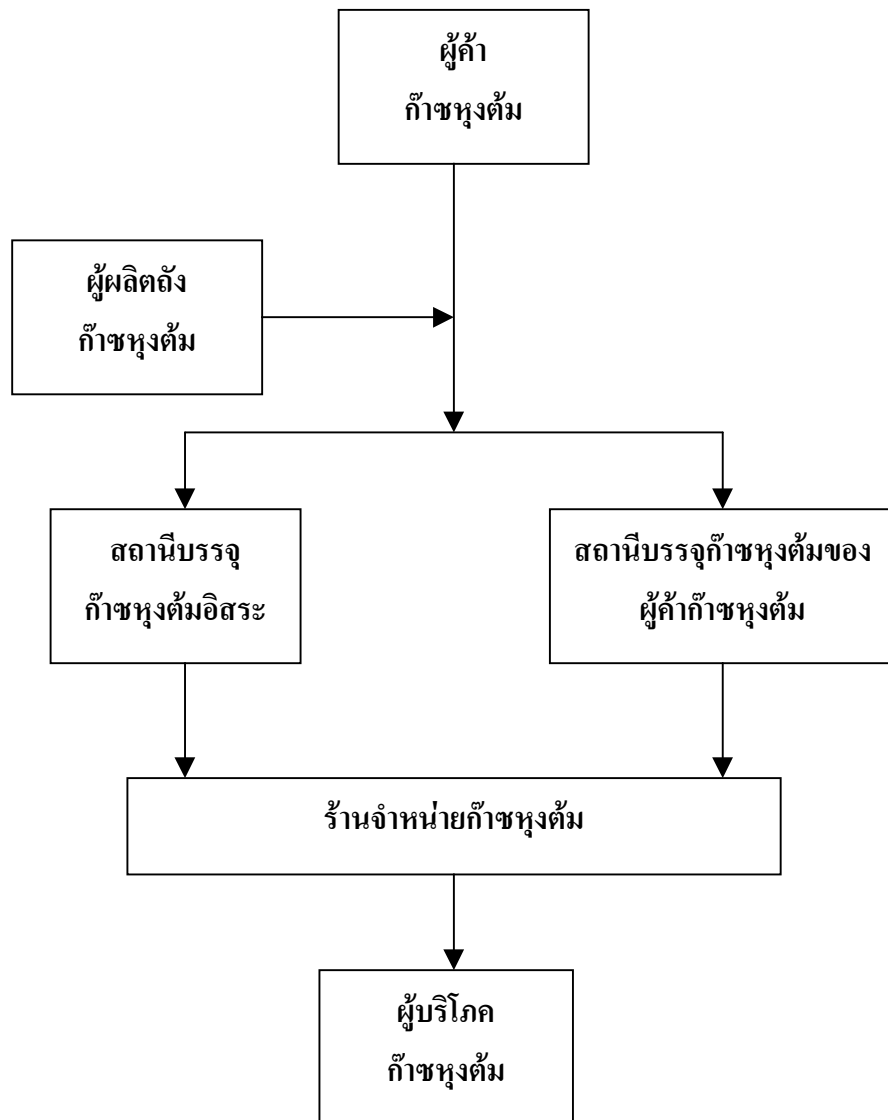 ผู้ค้า
ก๊าซหุงต้ม
ผู้ผลิตถัง
ก๊าซหุงต้ม
สถานีบรรจุ
ก๊าซหุงต้มอิสระ
สถานีบรรจุก๊าซหุงต้มของ
ผู้ค้าก๊าซหุงต้ม
ร้านจำหน่ายก๊าซหุงต้ม
ผู้บริโภค
ก๊าซหุงต้ม